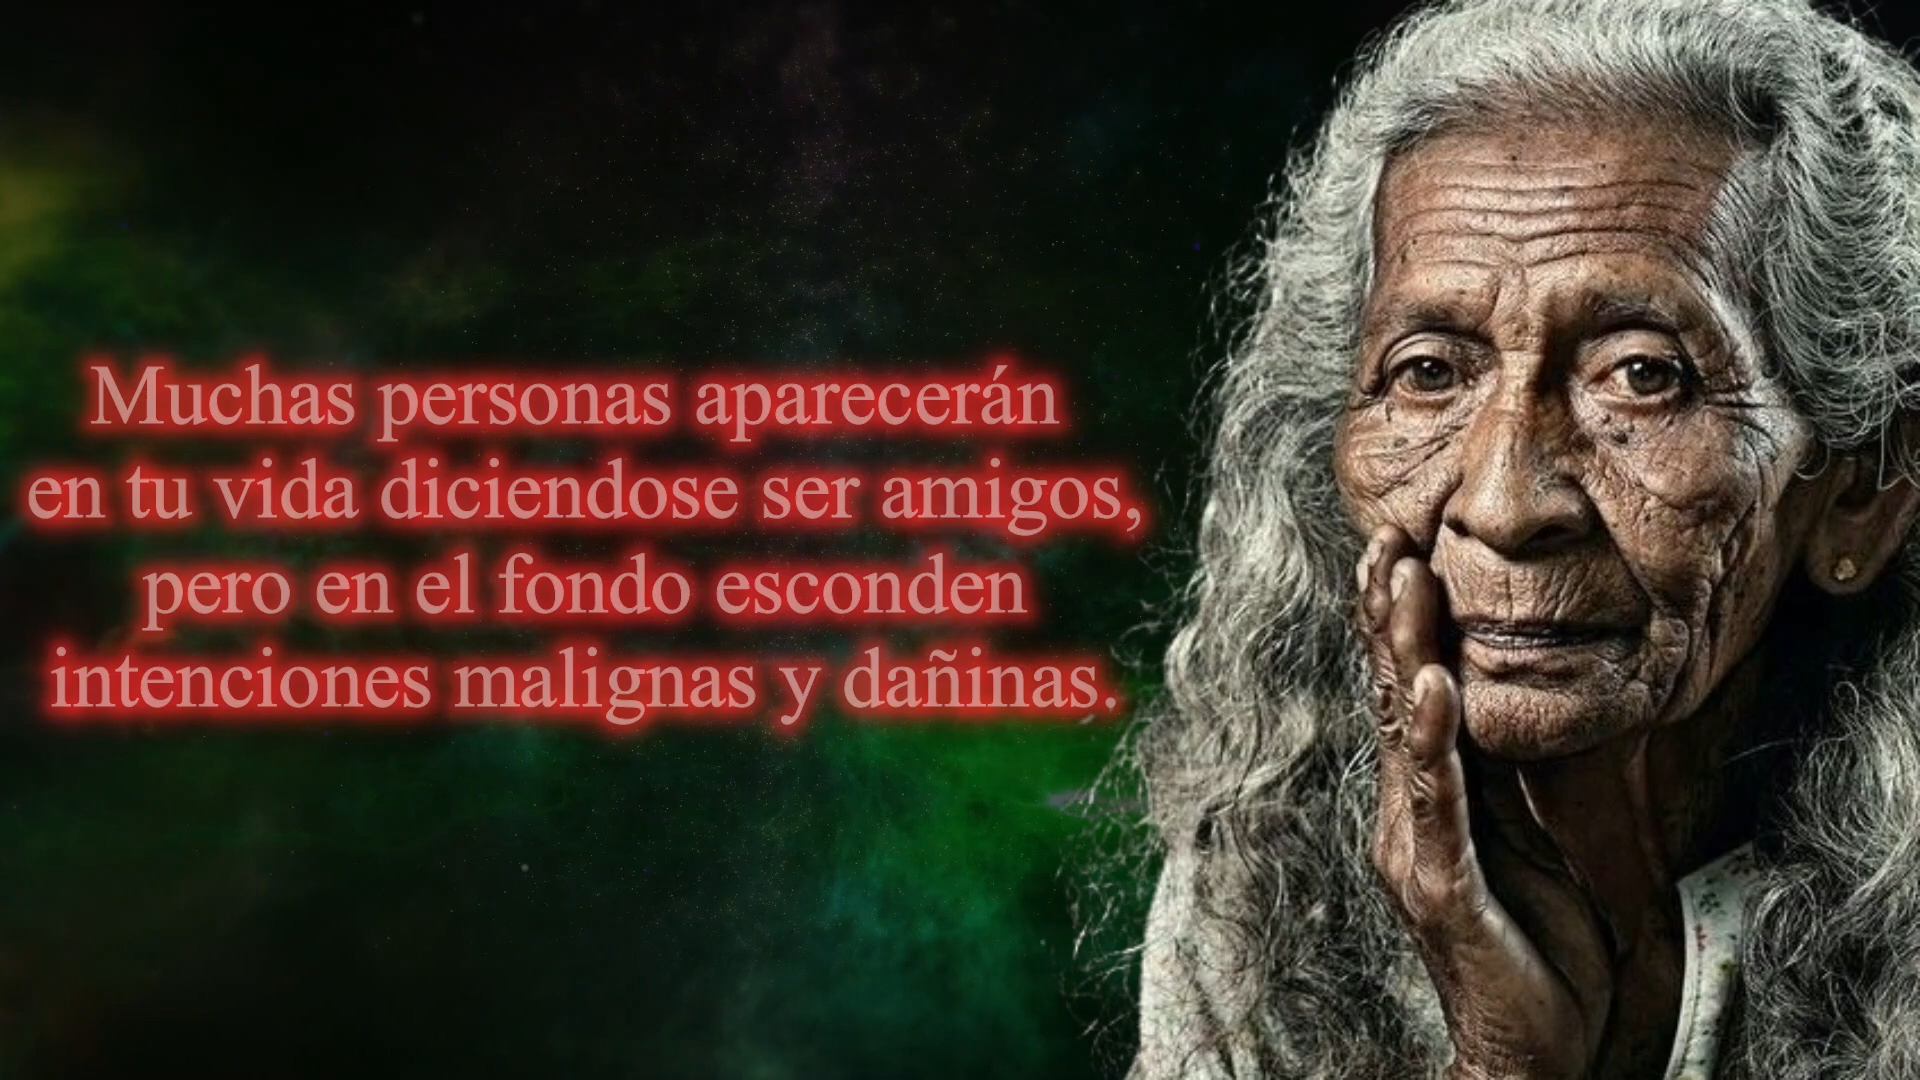 Muchas personas aparecerán
en tu vida diciendose ser amigos,
pero en el fondo esconden
intenciones malignas y dañinas.